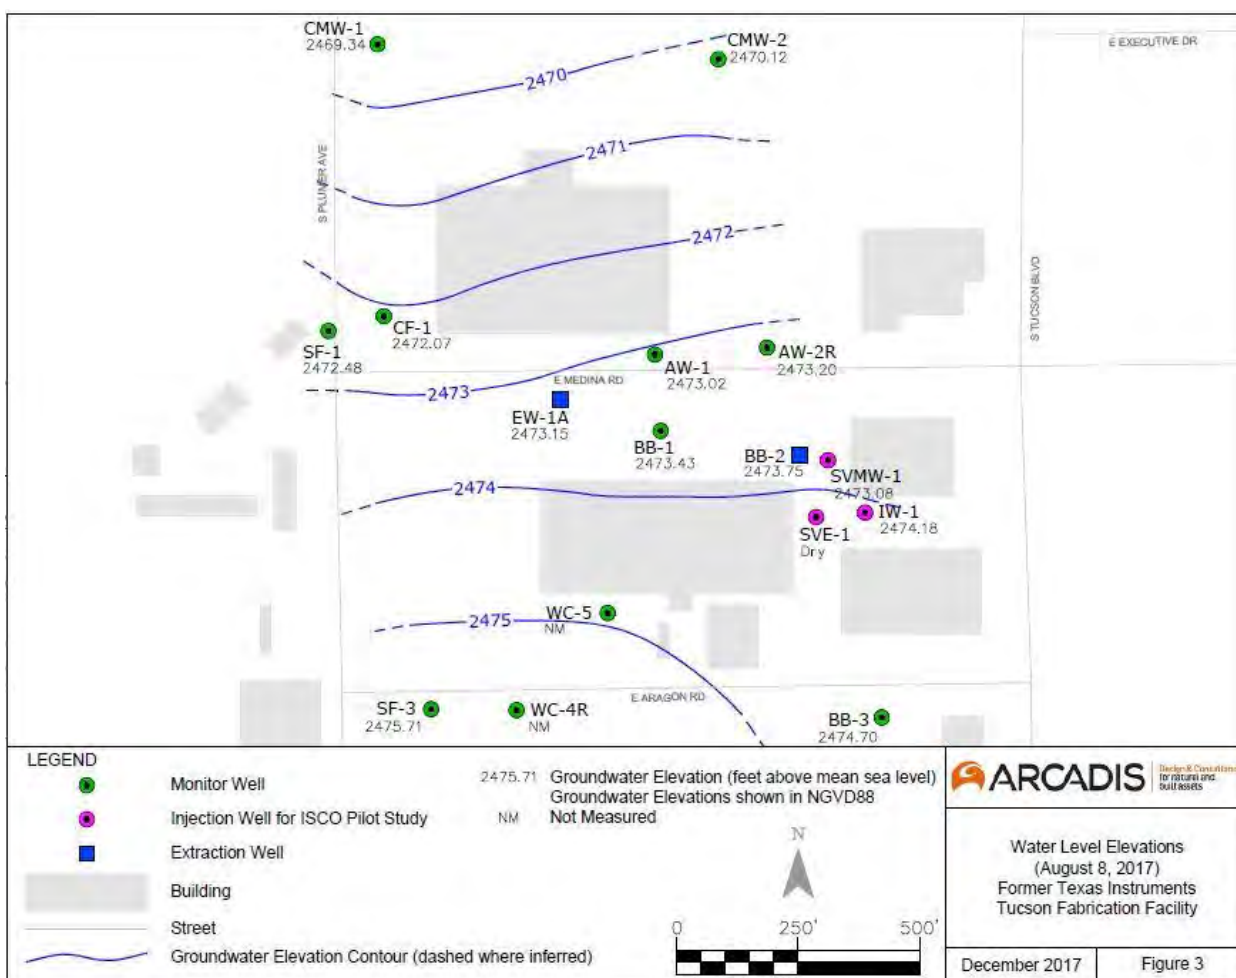 CMW-1
2469.34
CMW-2
2470.12
E EXECUTIVE DR
2470
2471
S PLUMER AVE
2472
S TUCSON BLVD
CF-1
2472.07
SF-1
2472.48
AW-1
2473.02
AW-2R
2473.20
E MEDINA RD
2473
EW-1A
2473.15
BB-1
2473.43
BB-2
2473.75
SVMW-1
2473.08
2474
IW-1
2474.18
SVE-1
Dry
WC-5
NM
2475
E ARAGON RD
SF-3
2475.71
WC-4R
NM
BB-3
2474.70
LEGEND
Monitor Well
Injection Well for ISCO Pilot Study
Extraction Well
Building
Street
Groundwater Elevation Contour (dashed where inferred)
2475.71 Groundwater Elevation (feet above mean sea level)
Groundwater Elevations shown in NGVD88
NM Not Measured
N
0 250' 500'
ARCADIS
Design & Consultancy
for natural and
built assets
Water Level Elevations
(August 8, 2017)
Former Texas Instruments
Tucson Fabrication Facility
December 2017
Figure 3